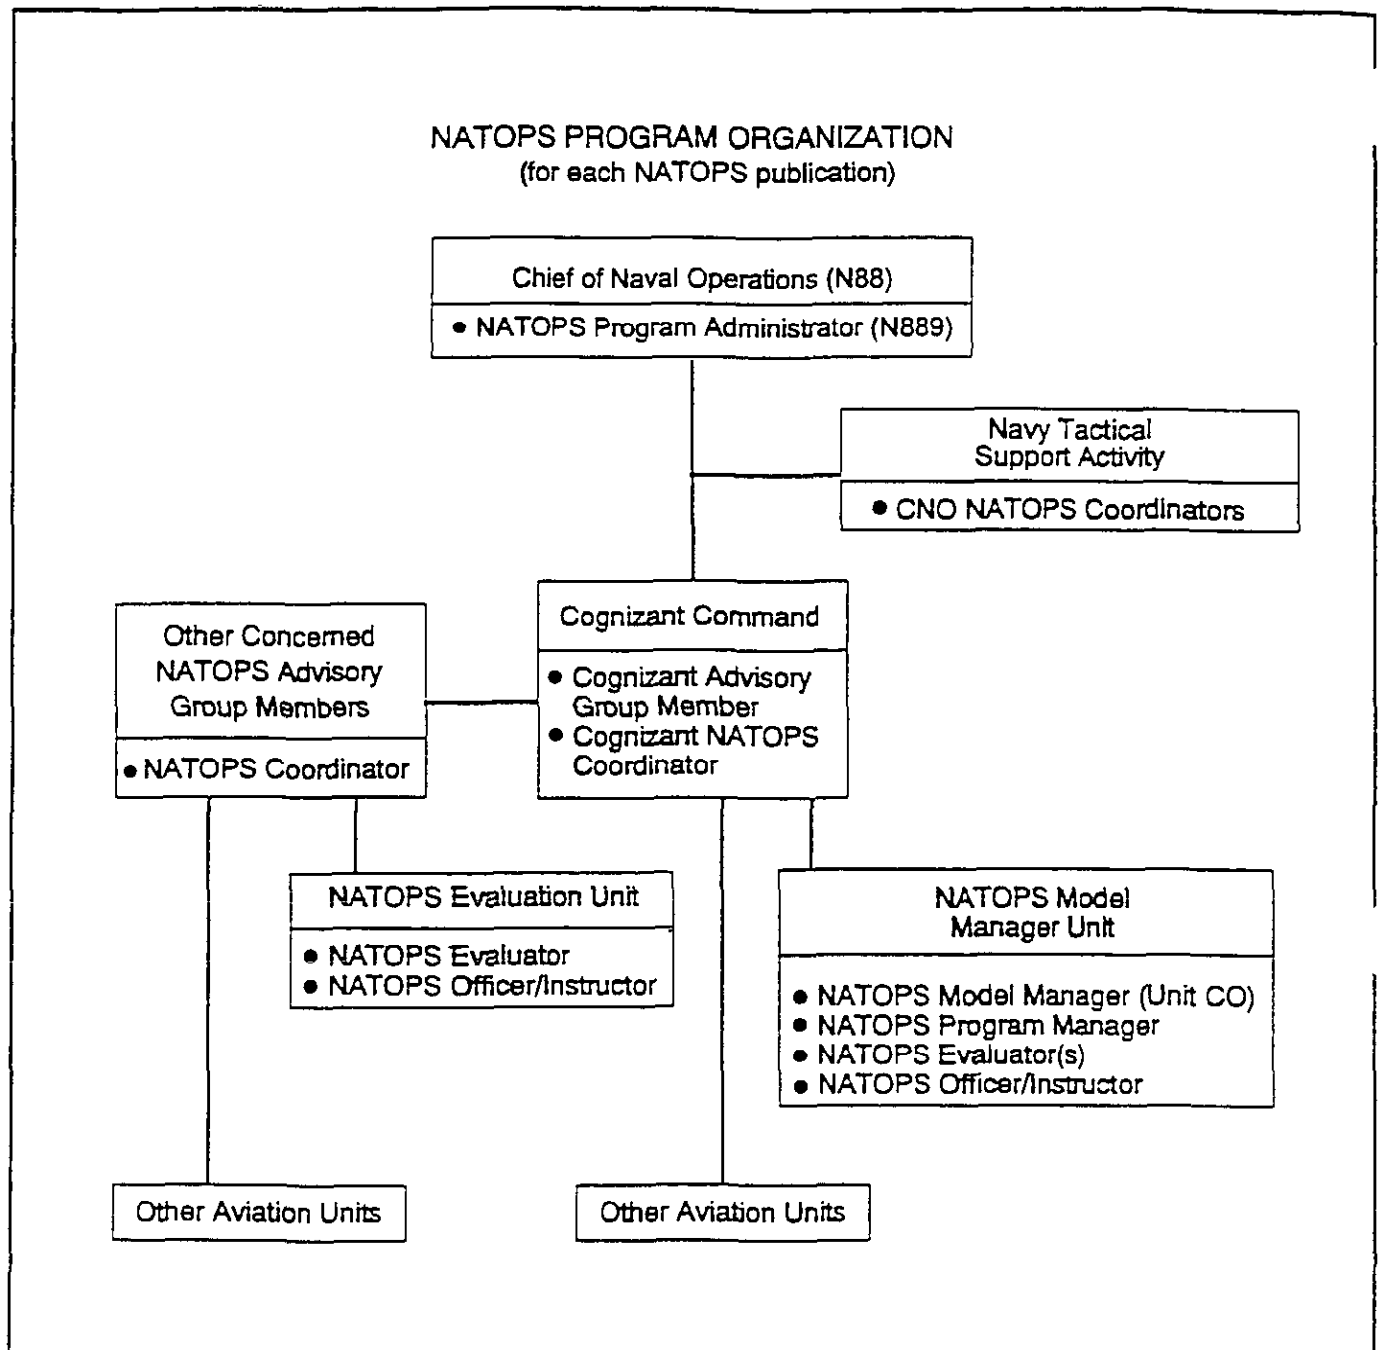 NATOPS PROGRAM ORGANIZATION
(for each NATOPS publication)
Chief of Naval Operations (N88)
• NATOPS Program Administrator (N889)
Navy Tactical
Support Activity
• CNO NATOPS Coordinators
Cognizant Command
• Cognizant Advisory
Group Member
• Cognizant NATOPS
Coordinator
Other Concerned
NATOPS Advisory
Group Members
• NATOPS Coordinator
NATOPS Evaluation Unit
• NATOPS Evaluator
• NATOPS Officer/Instructor
NATOPS Model
Manager Unit
• NATOPS Model Manager (Unit CO)
• NATOPS Program Manager
• NATOPS Evaluator(s)
• NATOPS Officer/Instructor
Other Aviation Units
Other Aviation Units